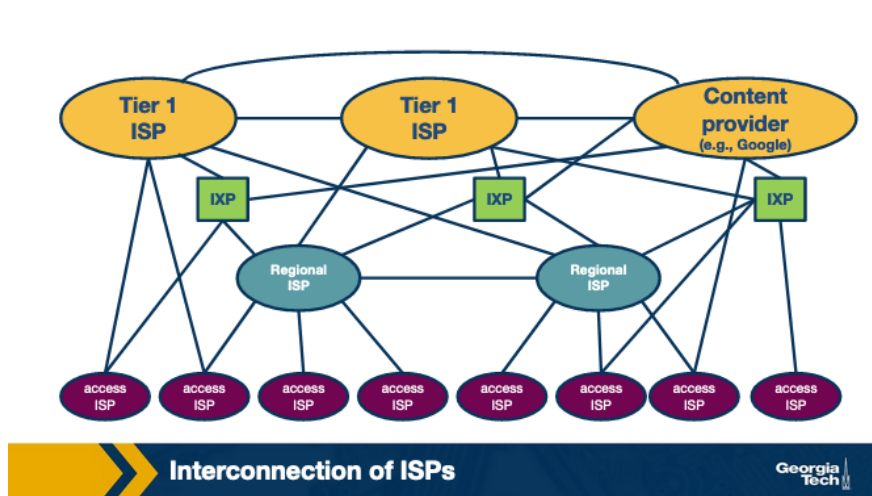 Tier 1
ISP
Tier 1
ISP
Content
provider
(e.g., Google)
IXP
IXP
IXP
Regional
ISP
Regional
ISP
access
ISP
access
ISP
access
ISP
access
ISP
access
ISP
access
ISP
access
ISP
access
ISP
Interconnection of ISPs
Georgia
Tech